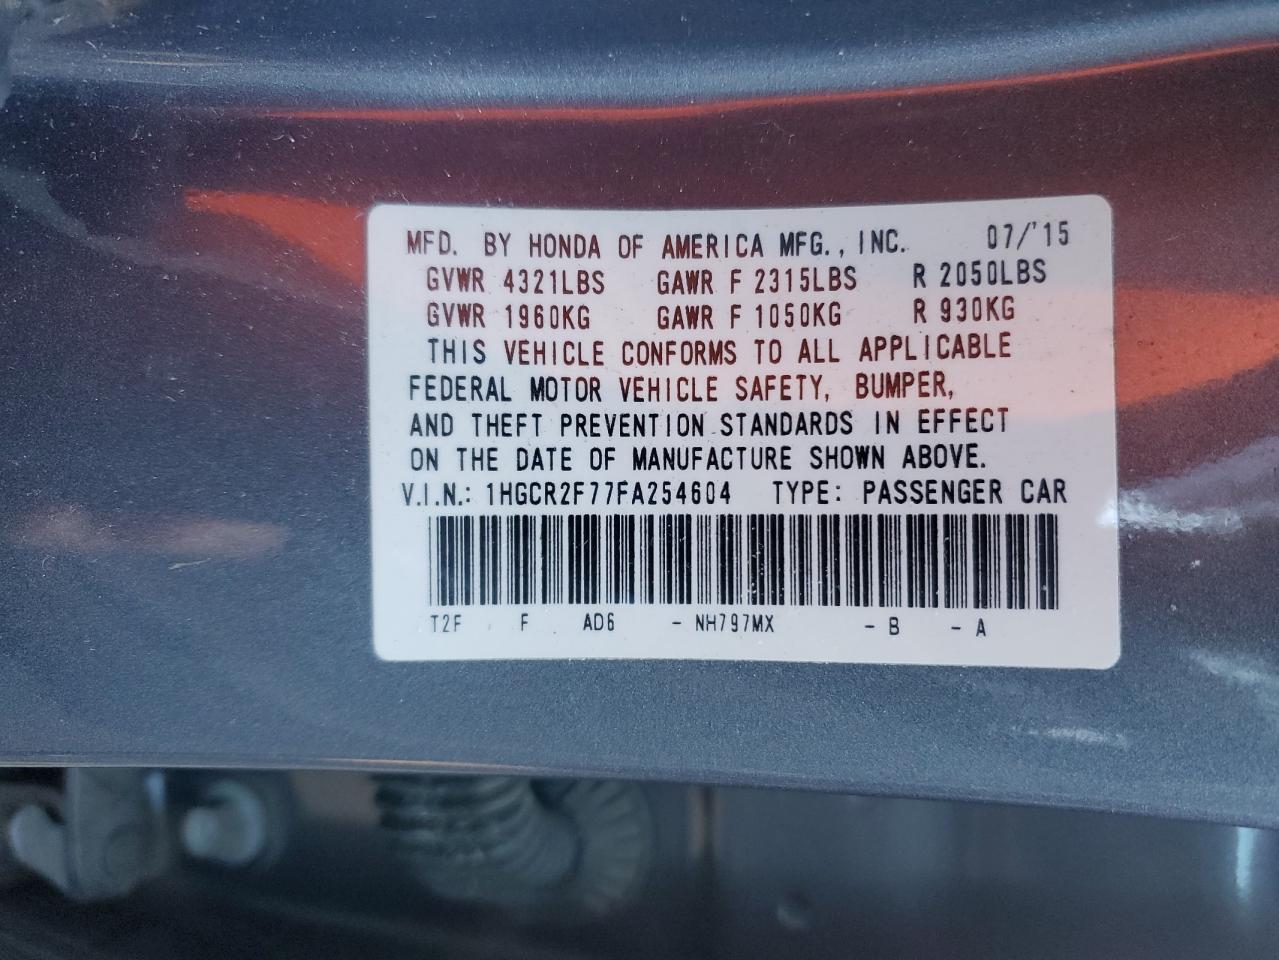 MFD. BY HONDA OF AMERICA MFG., INC. 07/'15
GVWR 4321LBS GAWR F 2315LBS R 2050LBS
GVWR 1960KG GAWR F 1050KG R 930KG
THIS VEHICLE CONFORMS TO ALL APPLICABLE
FEDERAL MOTOR VEHICLE SAFETY, BUMPER,
AND THEFT PREVENTION STANDARDS IN EFFECT
ON THE DATE OF MANUFACTURE SHOWN ABOVE.
V.I.N.: 1HGCR2F77FA254604 TYPE: PASSENGER CAR
T2F F AD6 - NH797MX - B - A